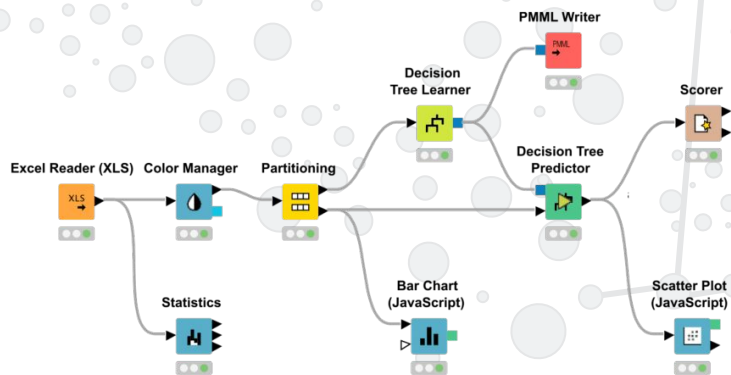 PMML Writer
PMML
Decision
Tree Learner
Scorer
Excel Reader (XLS)
Color Manager
Partitioning
Decision Tree
Predictor
XLS
Statistics
Bar Chart
(JavaScript)
Scatter Plot
(JavaScript)